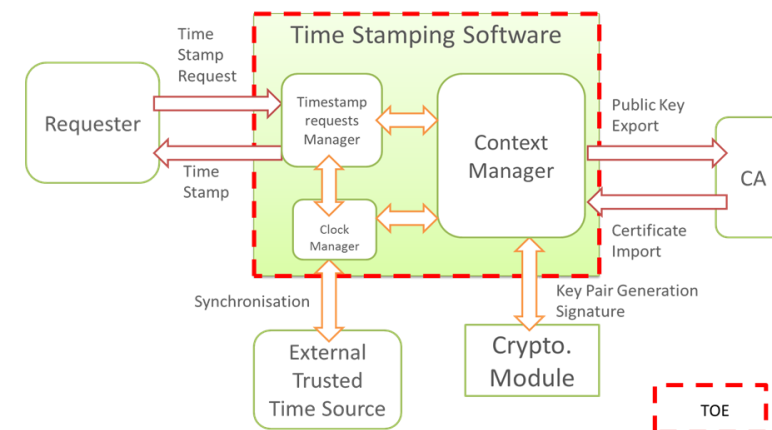 Time Stamping Software
Time
Stamp
Request
Requester
Timestamp
requests
Manager
Context
Manager
Public Key
Export
CA
Time
Stamp
Clock
Manager
Certificate
Import
Synchronisation
Key Pair Generation
Signature
External
Trusted
Time Source
Crypto.
Module
TOE